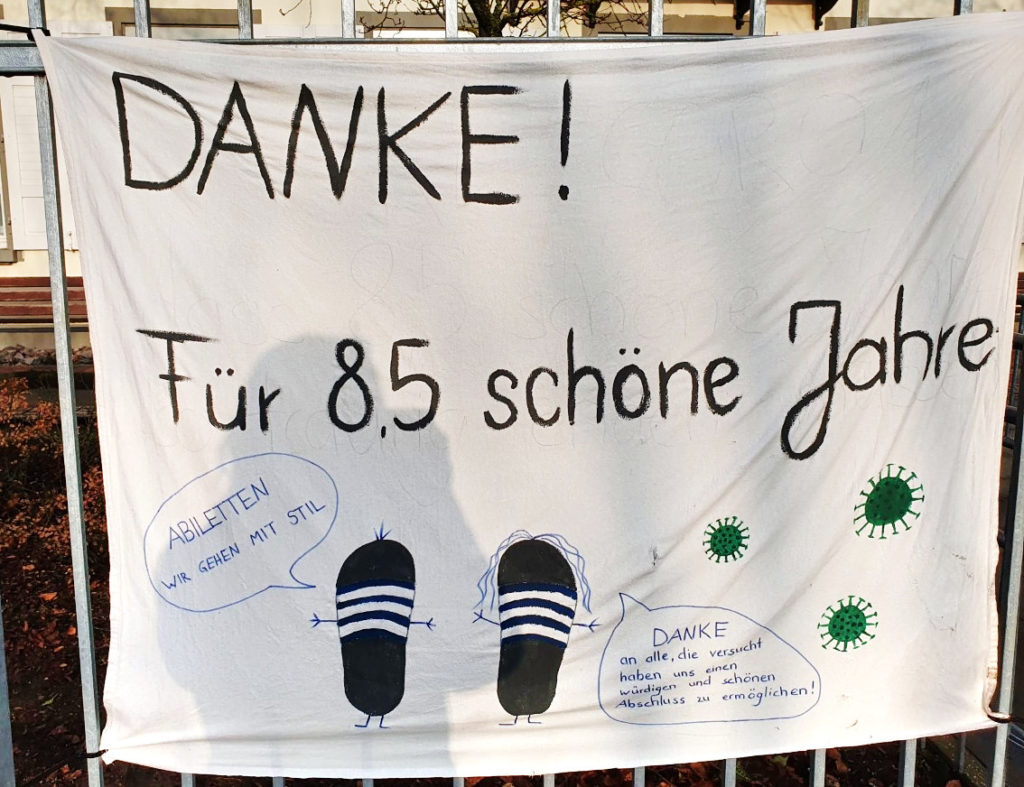 DANKE!
Für 8,5 schöne Jahre
ABILETTEN
WIR GEHEN MIT STIL
DANKE
an alle, die versucht
haben uns einen
würdigen und schönen
Abschluss zu ermöglichen!